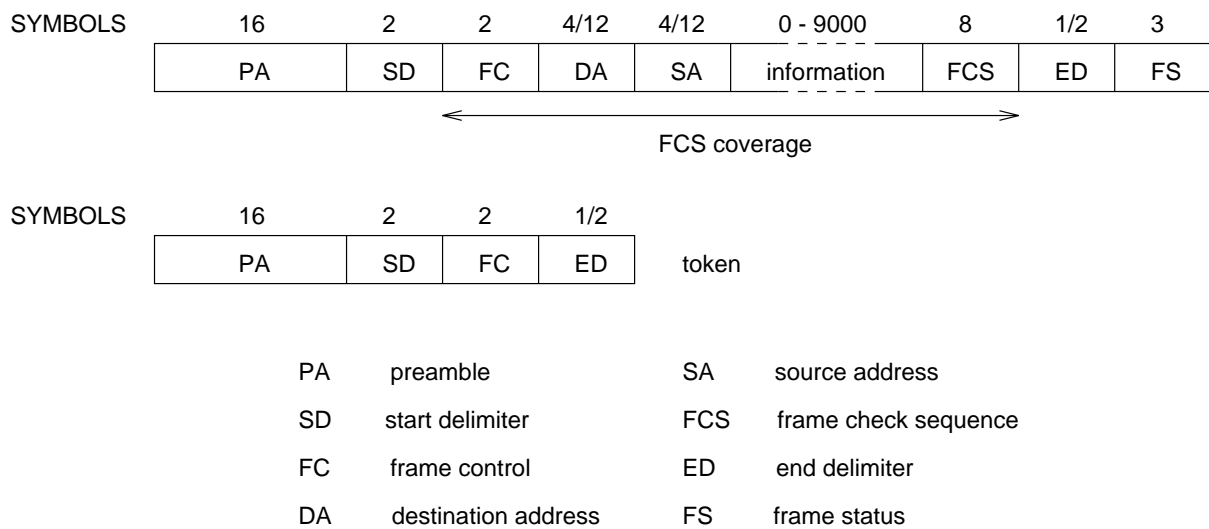 SYMBOLS 16 2 2 4/12 4/12 0 - 9000 8 1/2 3
PA SD FC DA SA information FCS ED FS
FCS coverage
SYMBOLS 16 2 2 1/2
PA SD FC ED token
PA preamble SA source address
SD start delimiter FCS frame check sequence
FC frame control ED end delimiter
DA destination address FS frame status